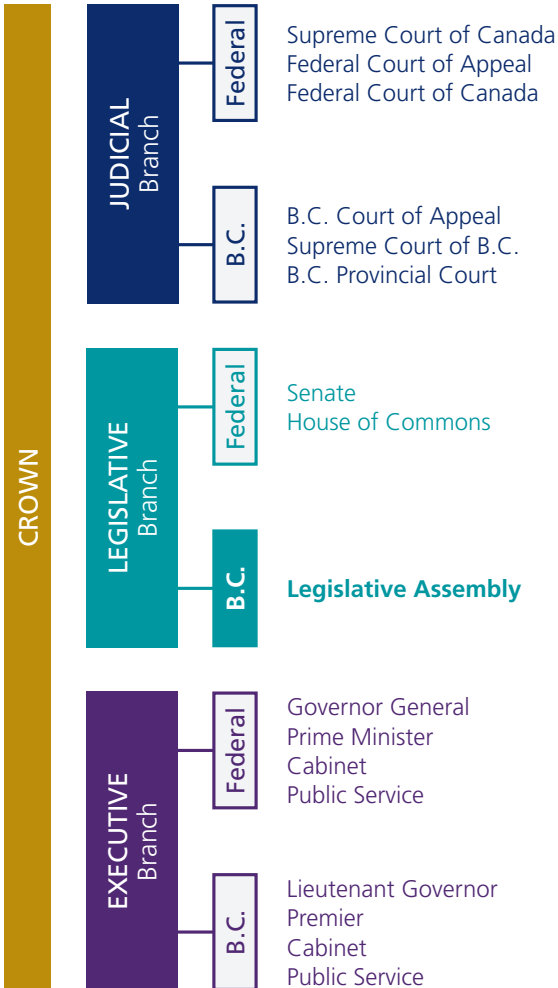 CROWN
JUDICIAL
Branch
Federal
Supreme Court of Canada
Federal Court of Appeal
Federal Court of Canada
B.C.
B.C. Court of Appeal
Supreme Court of B.C.
B.C. Provincial Court
LEGISLATIVE
Branch
Federal
Senate
House of Commons
B.C.
Legislative Assembly
EXECUTIVE
Branch
Federal
Governor General
Prime Minister
Cabinet
Public Service
B.C.
Lieutenant Governor
Premier
Cabinet
Public Service